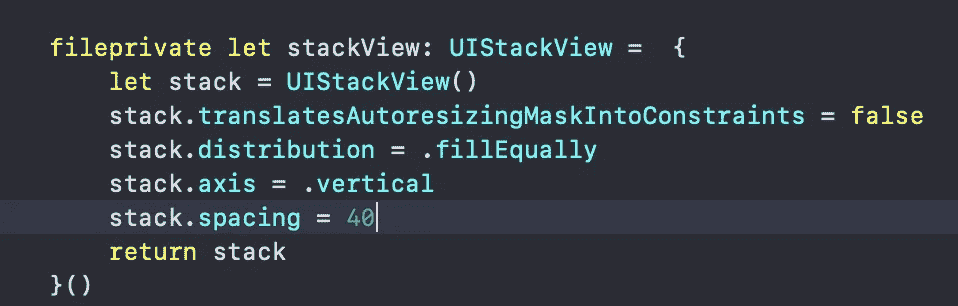 fileprivate let stackView: UIStackView =  {
    let stack = UIStackView()
    stack.translatesAutoresizingMaskIntoConstraints = false
    stack.distribution = .fillEqually
    stack.axis = .vertical
    stack.spacing = 40
    return stack
}()